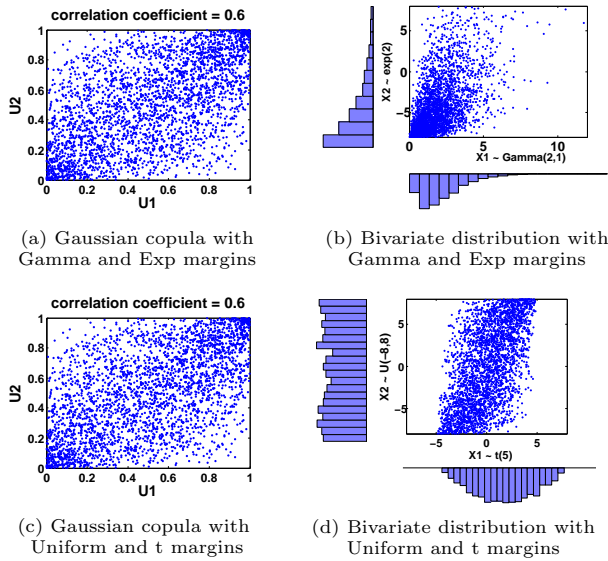 correlation coefficient = 0.6
1
0.8
0.6
0.4
0.2
0
U2
0 0.2 0.4 0.6 0.8 1
U1
X2 ~ exp(2)
5
0
−5
0 5 10
X1 ~ Gamma(2,1)
(a) Gaussian copula with
Gamma and Exp margins
(b) Bivariate distribution with
Gamma and Exp margins
correlation coefficient = 0.6
1
0.8
0.6
0.4
0.2
0
U2
0 0.2 0.4 0.6 0.8 1
U1
X2 ~ U(−8,8)
5
0
−5
−5 0 5
X1 ~ t(5)
(c) Gaussian copula with
Uniform and t margins
(d) Bivariate distribution with
Uniform and t margins